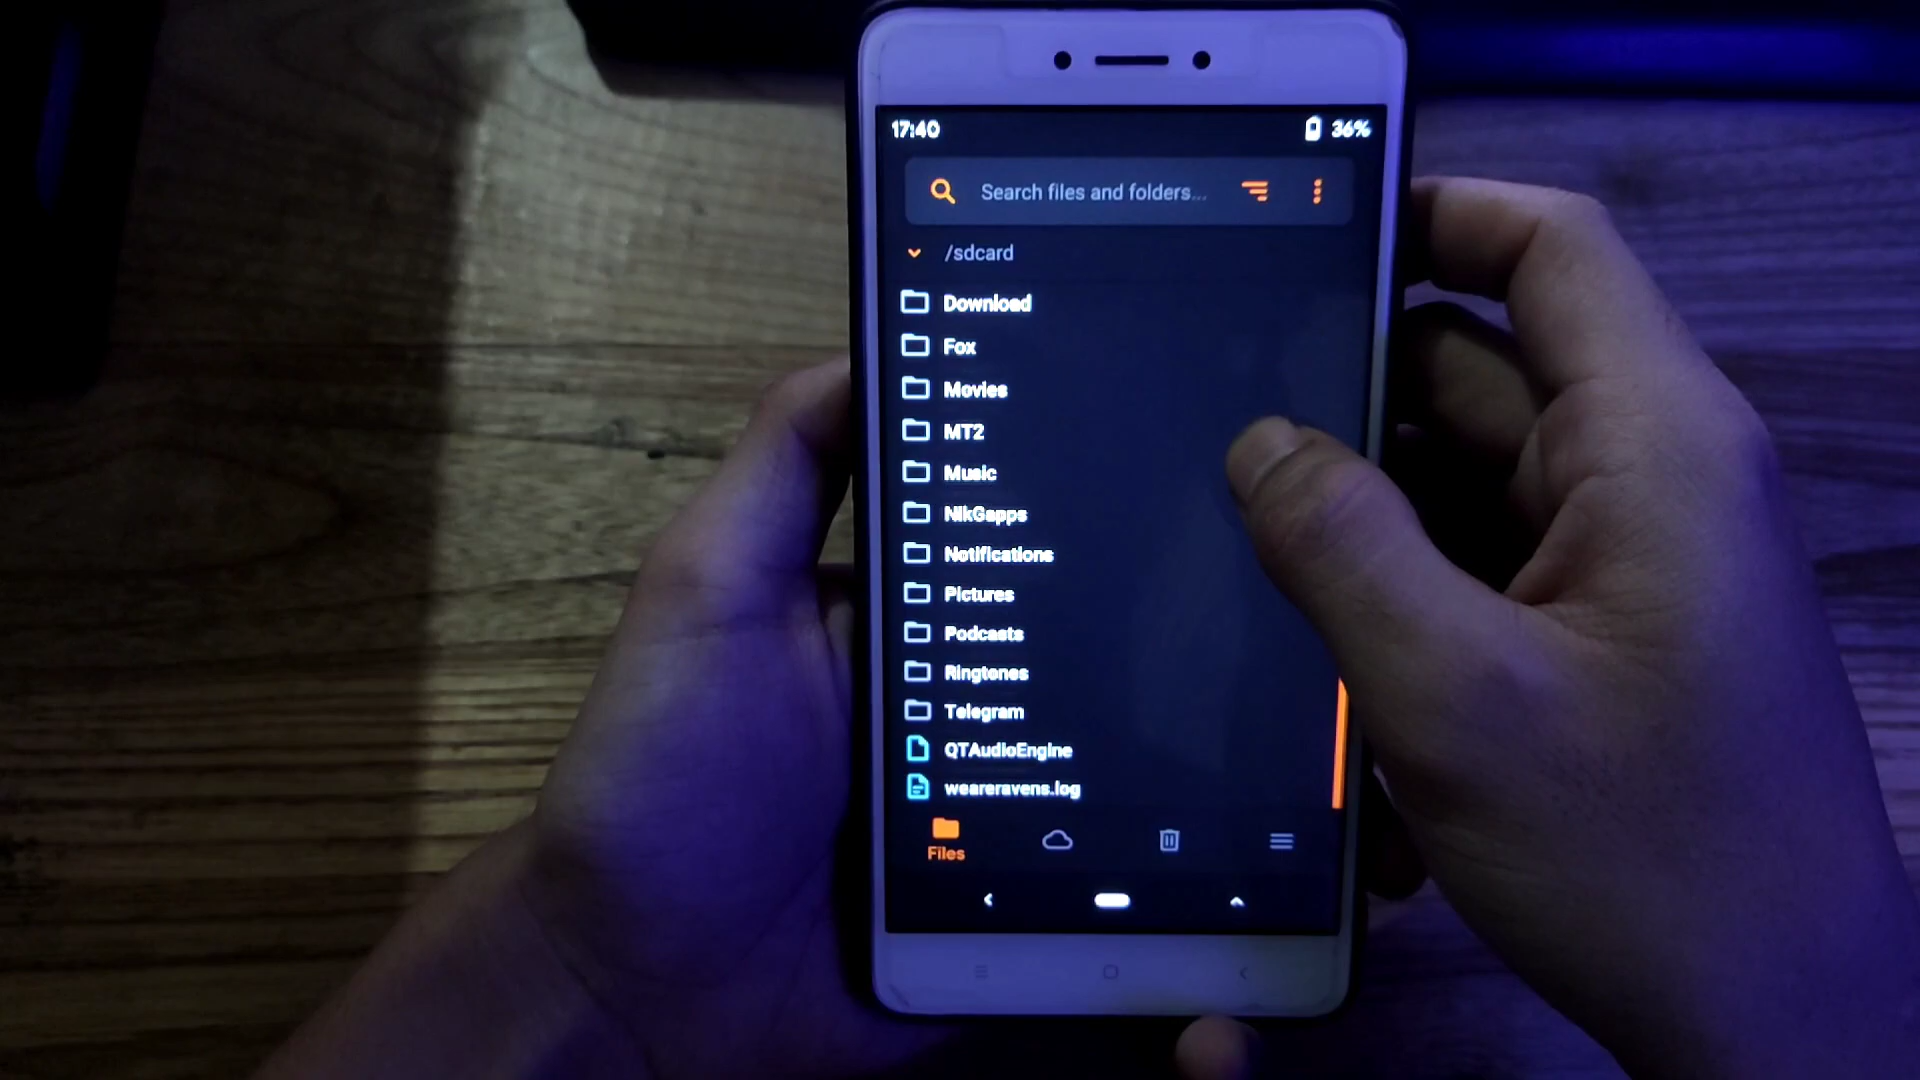 17:40 36%
Search files and folders...
/sdcard
Download
Fox
Movies
MT2
Music
NikGapps
Notifications
Pictures
Podcasts
Ringtones
Telegram
QTAudioEngine
weareravens.log
Files